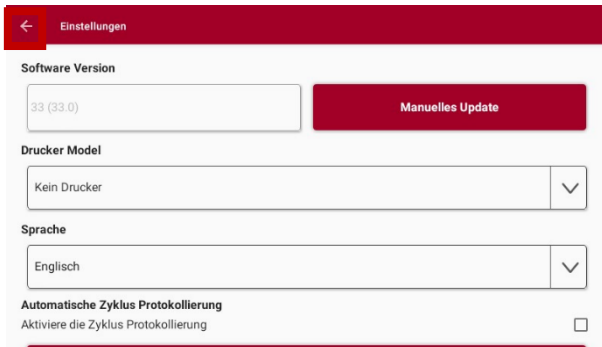 Einstellungen
Software Version
33 (33.0)
Manuelles Update
Drucker Model
Kein Drucker
Sprache
Englisch
Automatische Zyklus Protokollierung
Aktiviere die Zyklus Protokollierung